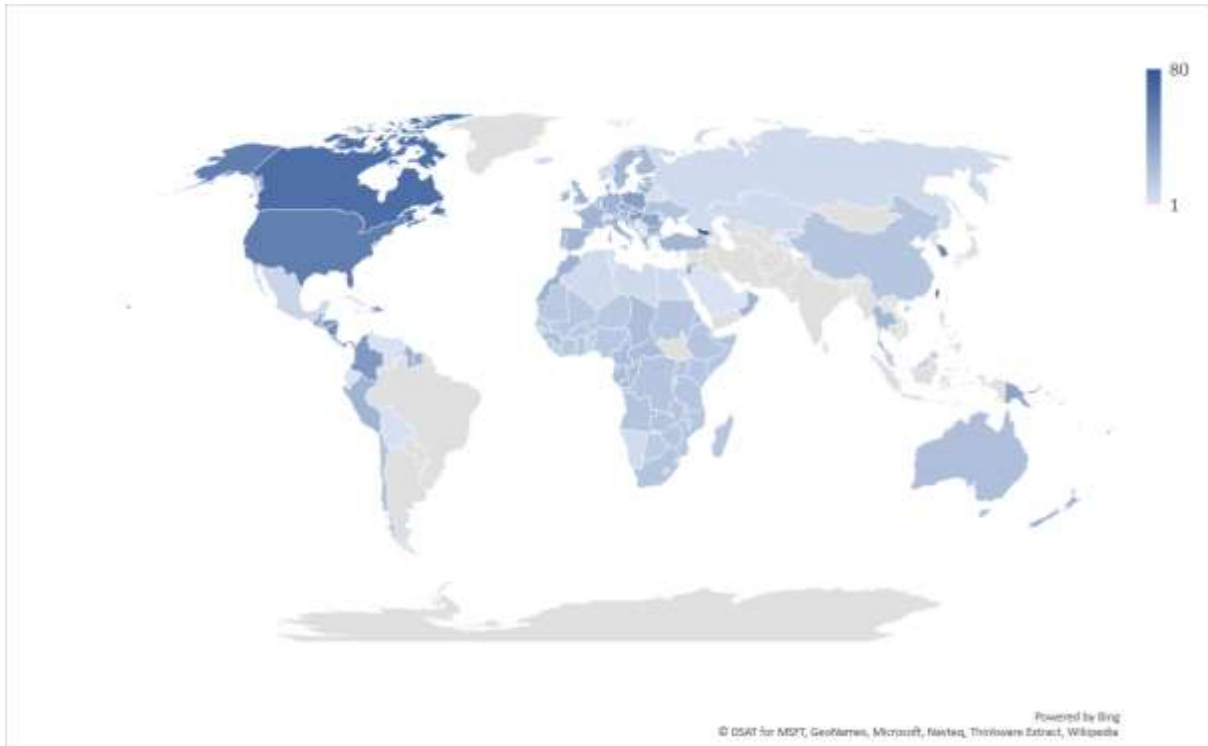 80
1
Powered by Bing
© DSAT for MSFT, GeoNames, Microsoft, Navteq, Thinkware Extract, Wikipedia